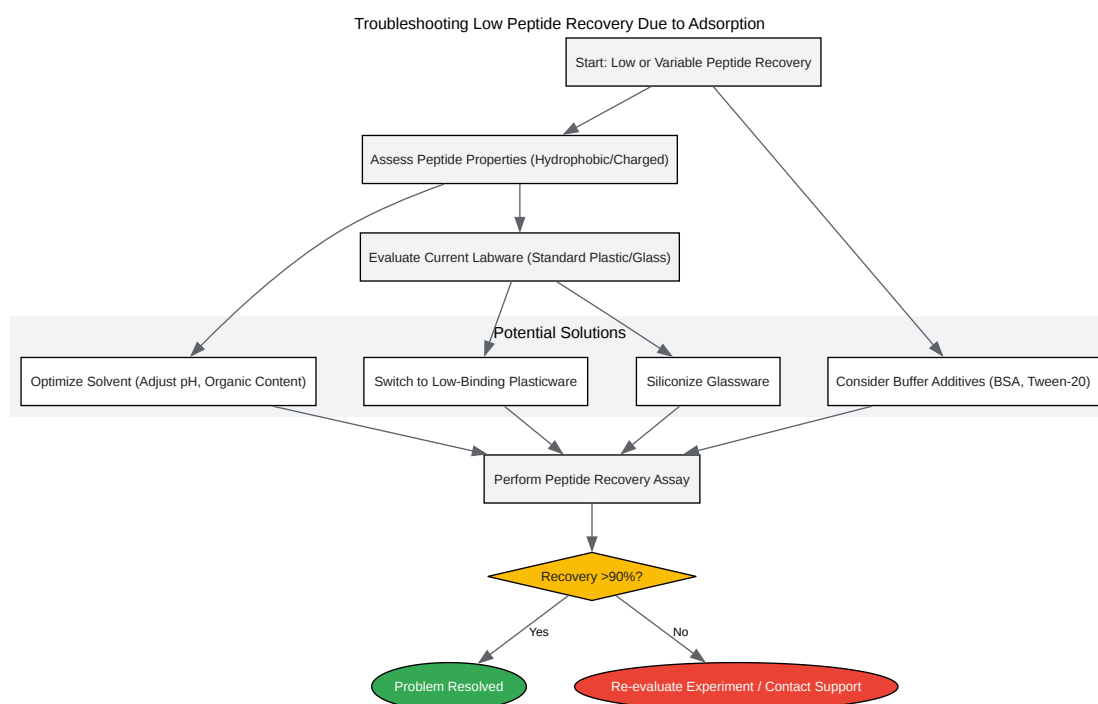 Troubleshooting Low Peptide Recovery Due to Adsorption
Start: Low or Variable Peptide Recovery
Assess Peptide Properties (Hydrophobic/Charged)
Evaluate Current Labware (Standard Plastic/Glass)
Potential Solutions
Optimize Solvent (Adjust pH, Organic Content)
Switch to Low-Binding Plasticware
Siliconize Glassware
Consider Buffer Additives (BSA, Tween-20)
Perform Peptide Recovery Assay
Recovery >90%?
Yes
No
Problem Resolved
Re-evaluate Experiment / Contact Support